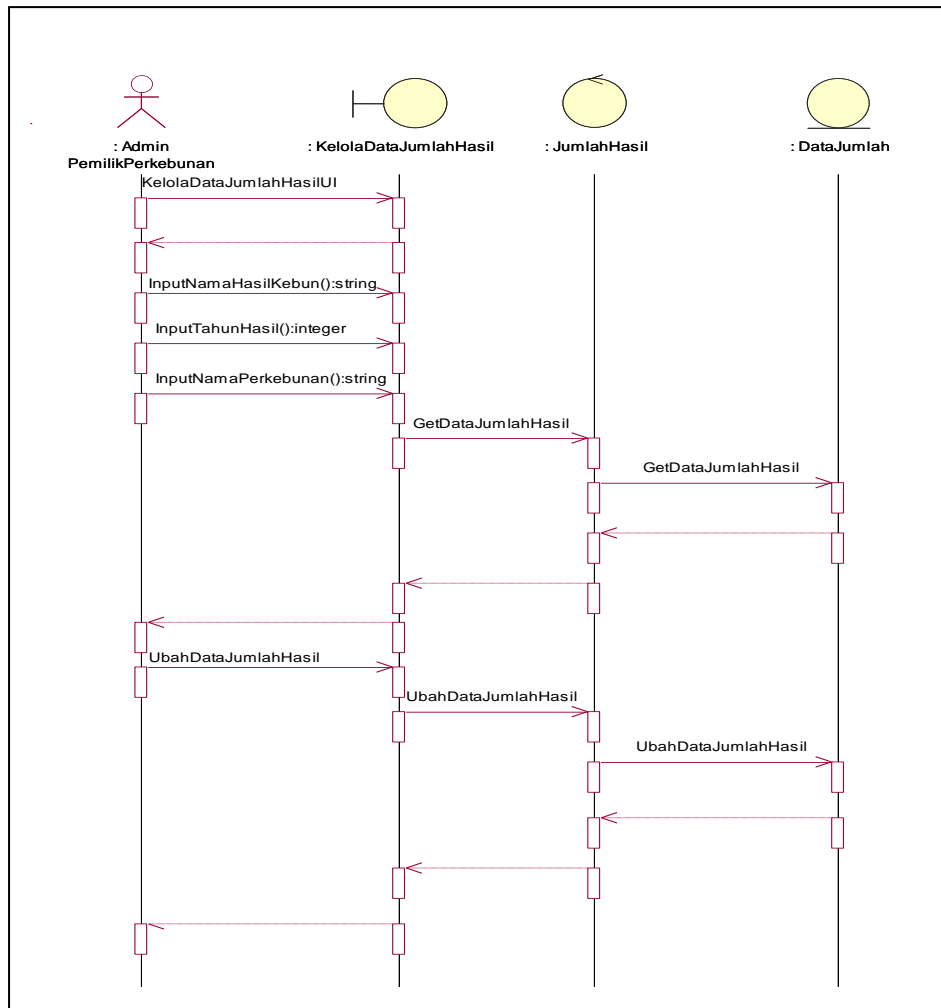 : Admin
PemilikPerkebunan
: KelolaDataJumlahHasil
: JumlahHasil
: DataJumlah
KelolaDataJumlahHasilUI
InputNamaHasilKebun():string
InputTahunHasil():integer
InputNamaPerkebunan():string
GetDataJumlahHasil
GetDataJumlahHasil
UbahDataJumlahHasil
UbahDataJumlahHasil
UbahDataJumlahHasil